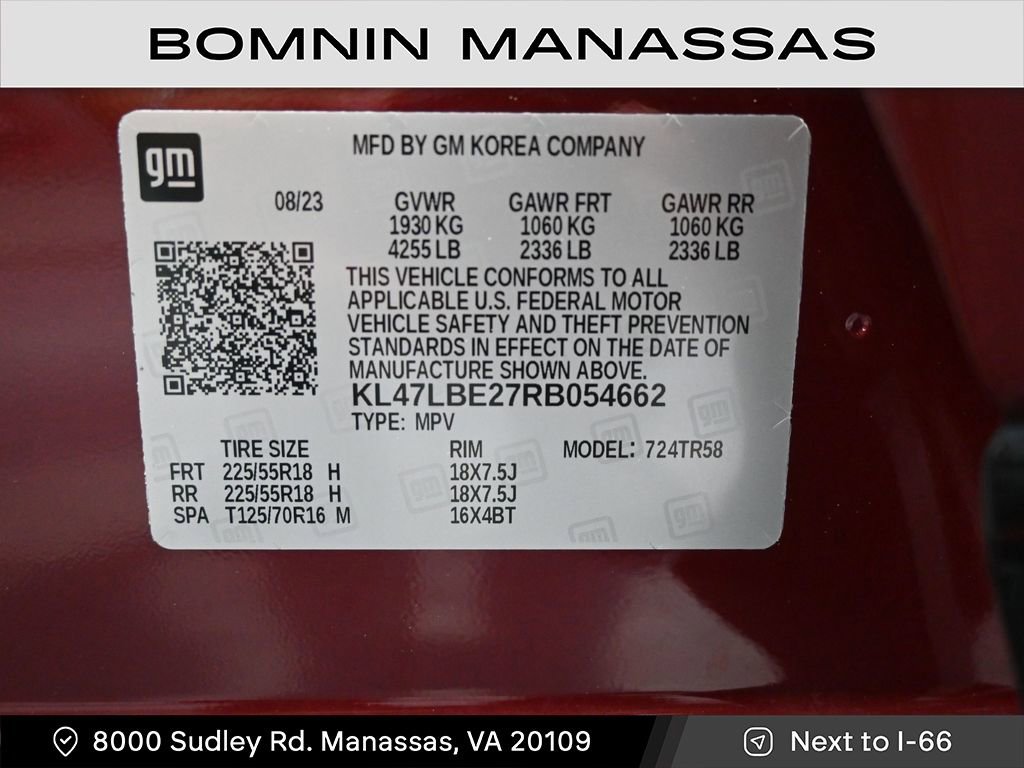 BOMNIN MANASSAS
gm
MFD BY GM KOREA COMPANY
08/23 GVWR GAWR FRT GAWR RR
1930 KG 1060 KG 1060 KG
4255 LB 2336 LB 2336 LB
THIS VEHICLE CONFORMS TO ALL
APPLICABLE U.S. FEDERAL MOTOR
VEHICLE SAFETY AND THEFT PREVENTION
STANDARDS IN EFFECT ON THE DATE OF
MANUFACTURE SHOWN ABOVE.
KL47LBE27RB054662
TYPE: MPV
TIRE SIZE RIM MODEL: 724TR58
FRT 225/55R18 H 18X7.5J
RR 225/55R18 H 18X7.5J
SPA T125/70R16 M 16X4BT
8000 Sudley Rd. Manassas, VA 20109 Next to I-66